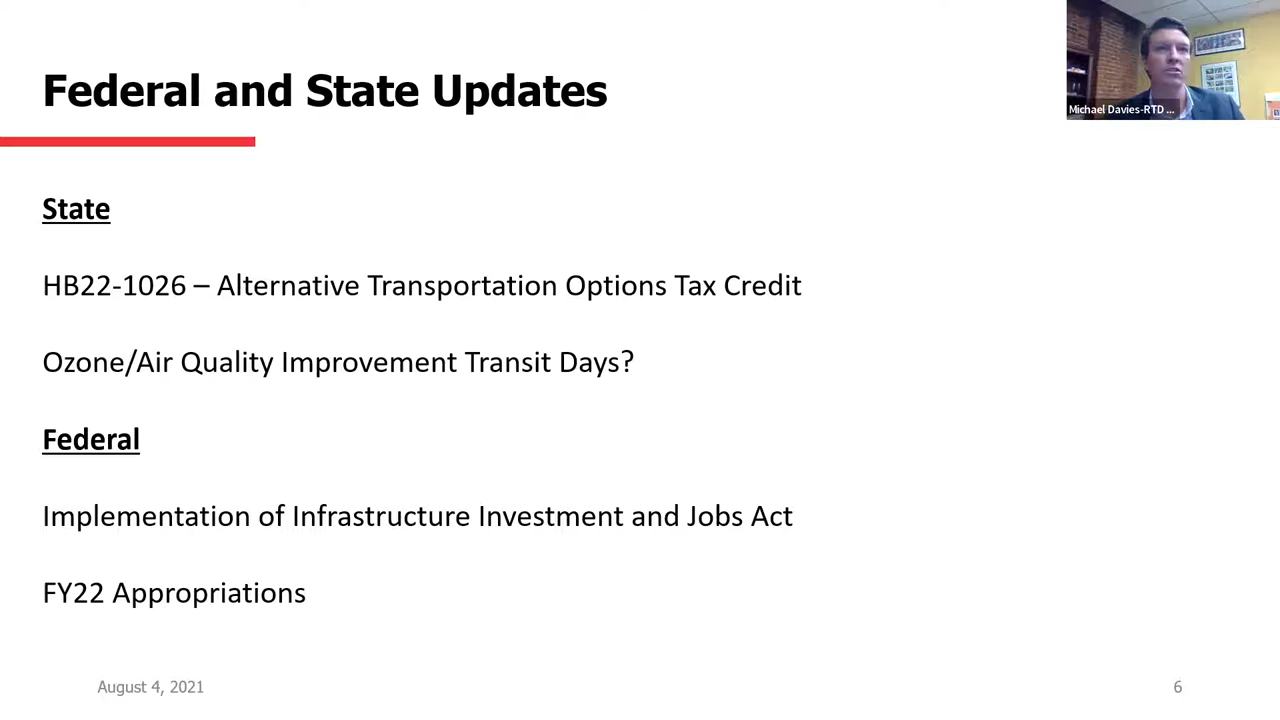 Federal and State Updates
Michael Davies-RTD ...
State
HB22-1026 – Alternative Transportation Options Tax Credit
Ozone/Air Quality Improvement Transit Days?
Federal
Implementation of Infrastructure Investment and Jobs Act
FY22 Appropriations
August 4, 2021
6